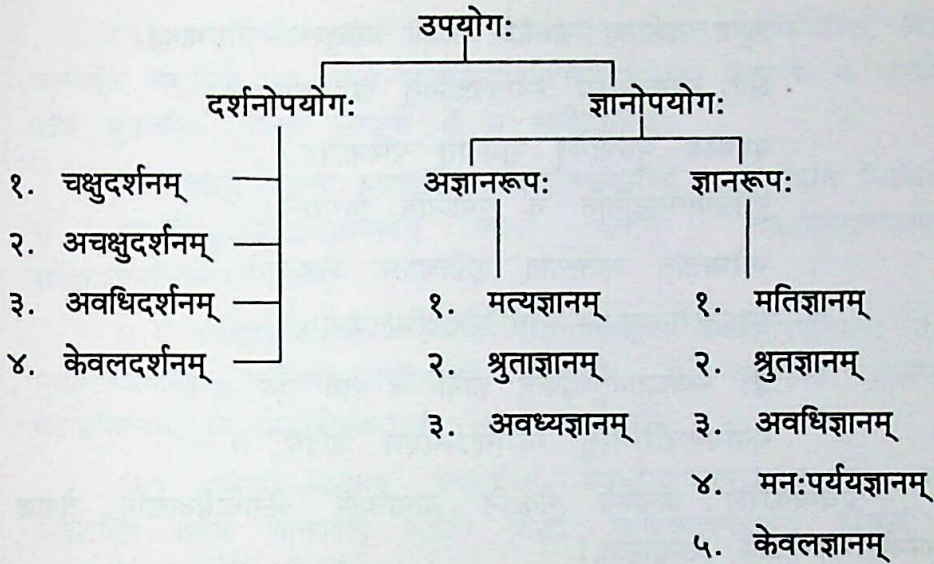 उपयोग:
दर्शनोपयोग: ज्ञानोपयोग:
१. चक्षुदर्शनम् अज्ञानरूप: ज्ञानरूप:
२. अचक्षुदर्शनम्
३. अवधिदर्शनम् १. मत्यज्ञानम् १. मतिज्ञानम्
४. केवलदर्शनम् २. श्रुताज्ञानम् २. श्रुतज्ञानम्
३. अवध्यज्ञानम् ३. अवधिज्ञानम्
४. मन:पर्ययज्ञानम्
५. केवलज्ञानम्